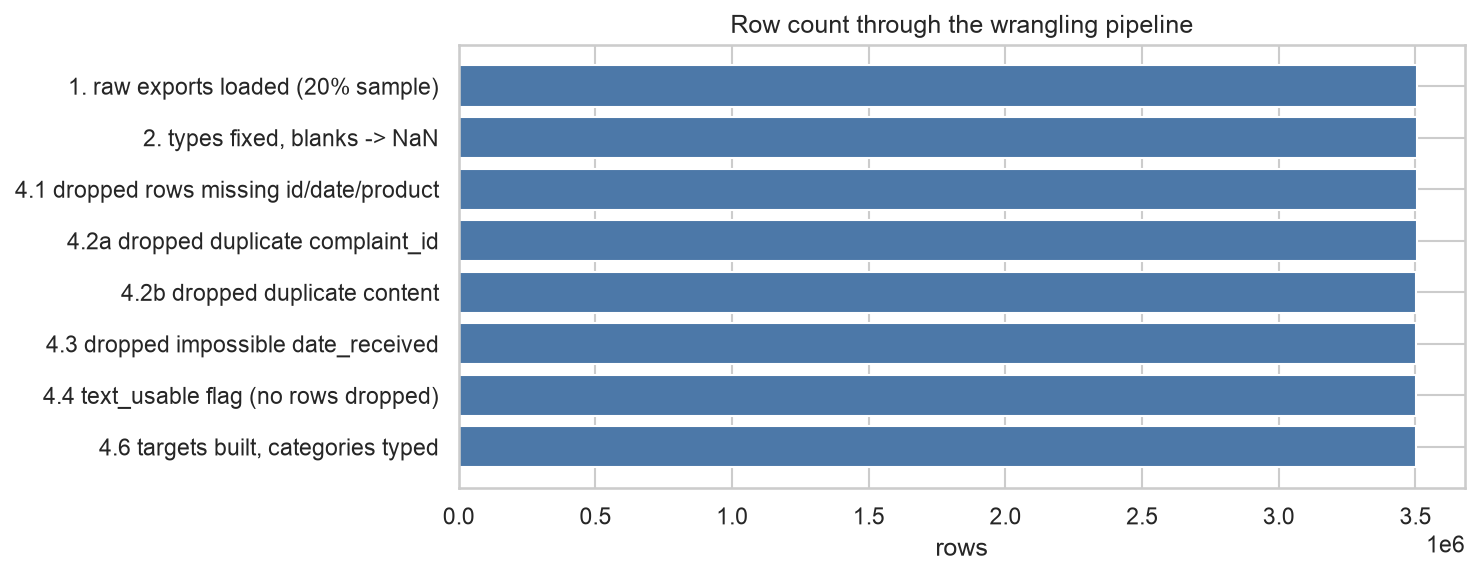 Row count through the wrangling pipeline
1. raw exports loaded (20% sample)
2. types fixed, blanks -> NaN
4.1 dropped rows missing id/date/product
4.2a dropped duplicate complaint_id
4.2b dropped duplicate content
4.3 dropped impossible date_received
4.4 text_usable flag (no rows dropped)
4.6 targets built, categories typed
0.0 0.5 1.0 1.5 2.0 2.5 3.0 3.5
1e6
rows